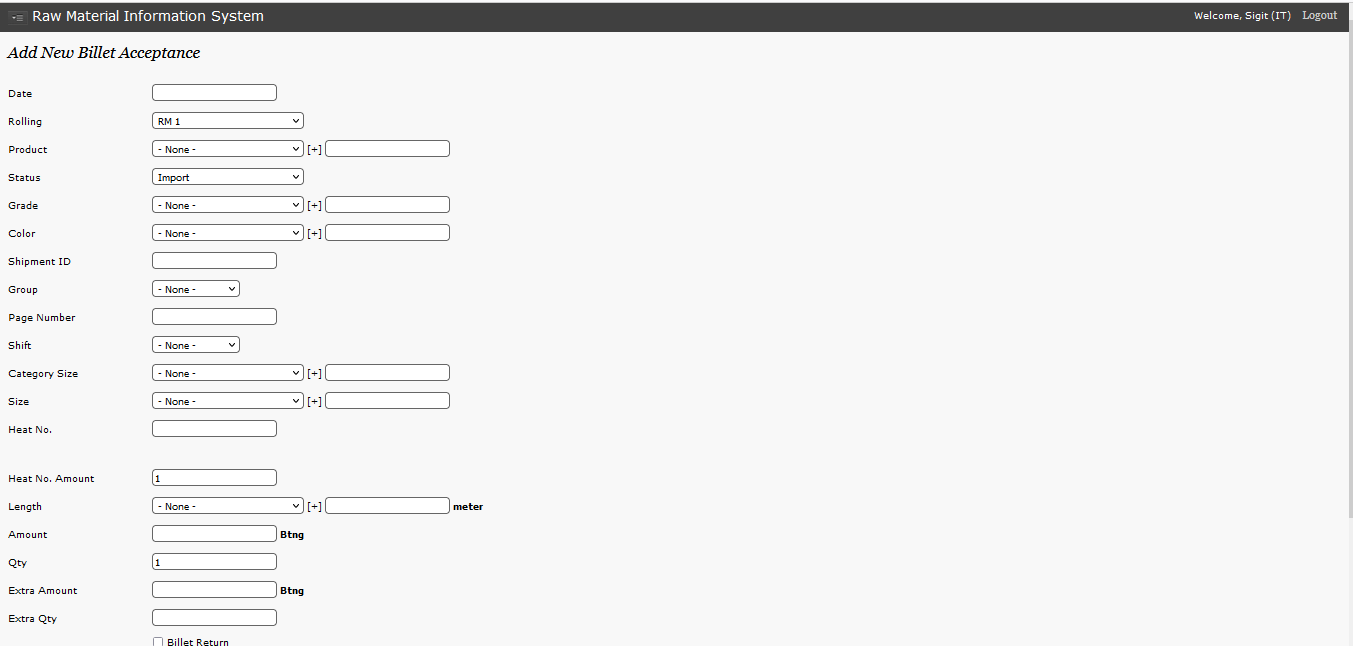 Raw Material Information System Welcome, Sigit (IT) Logout
Add New Billet Acceptance
Date
Rolling RM 1
Product - None - [+]
Status Import
Grade - None - [+]
Color - None - [+]
Shipment ID
Group - None -
Page Number
Shift - None -
Category Size - None - [+]
Size - None - [+]
Heat No.
Heat No. Amount 1
Length - None - [+] meter
Amount Btng
Qty 1
Extra Amount Btng
Extra Qty
Billet Return